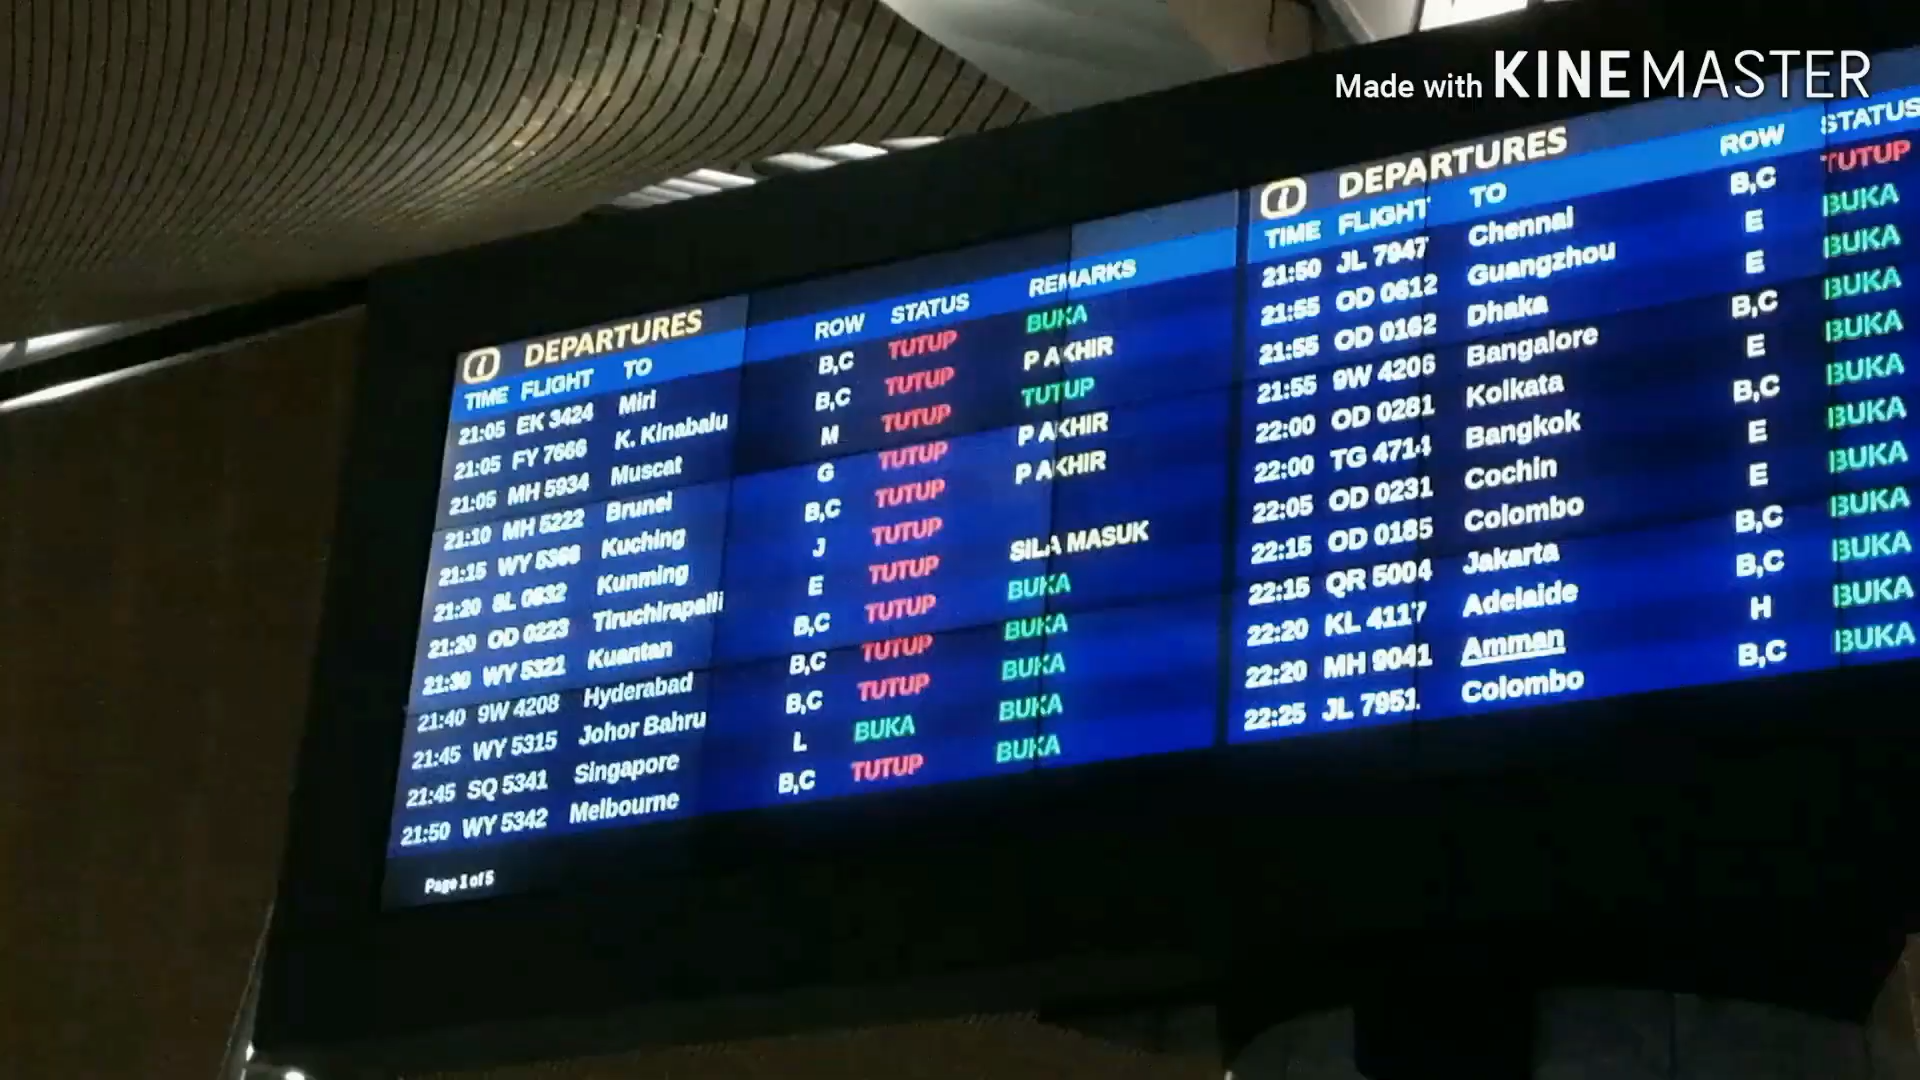 Made with KINEMASTER
DEPARTURES
TIME FLIGHT TO ROW STATUS REMARKS
21:05 EK 3424 Miri B,C TUTUP BUKA
21:05 FY 7666 K. Kinabalu B,C TUTUP P AKHIR
21:05 MH 5934 Muscat M TUTUP TUTUP
21:10 MH 5222 Brunei G TUTUP P AKHIR
21:15 WY Kuching B,C TUTUP P AKHIR
21:20 Kunming J TUTUP
21:20 OD 0223 Tiruchirapalli E TUTUP SILA MASUK
21:30 WY 5321 Kuantan B,C TUTUP BUKA
21:40 9W 4208 Hyderabad B,C TUTUP BUKA
21:45 WY 5315 Johor Bahru B,C TUTUP BUKA
21:45 SQ 5341 Singapore L BUKA BUKA
21:50 WY 5342 Melbourne B,C TUTUP BUKA
Page 1 of 5
DEPARTURES
TIME FLIGHT TO ROW STATUS
21:50 JL 7947 Chennai B,C TUTUP
21:55 OD 0612 Guangzhou E BUKA
21:55 OD 0162 Dhaka E BUKA
21:55 9W 4206 Bangalore B,C BUKA
22:00 OD 0281 Kolkata E BUKA
22:00 TG 4714 Bangkok B,C BUKA
22:05 OD 0231 Cochin E BUKA
22:15 OD 0185 Colombo E BUKA
22:15 QR 5004 Jakarta B,C BUKA
22:20 KL 4117 Adelaide B,C BUKA
22:20 MH 9041 Amman H BUKA
22:25 JL 7951 Colombo B,C BUKA